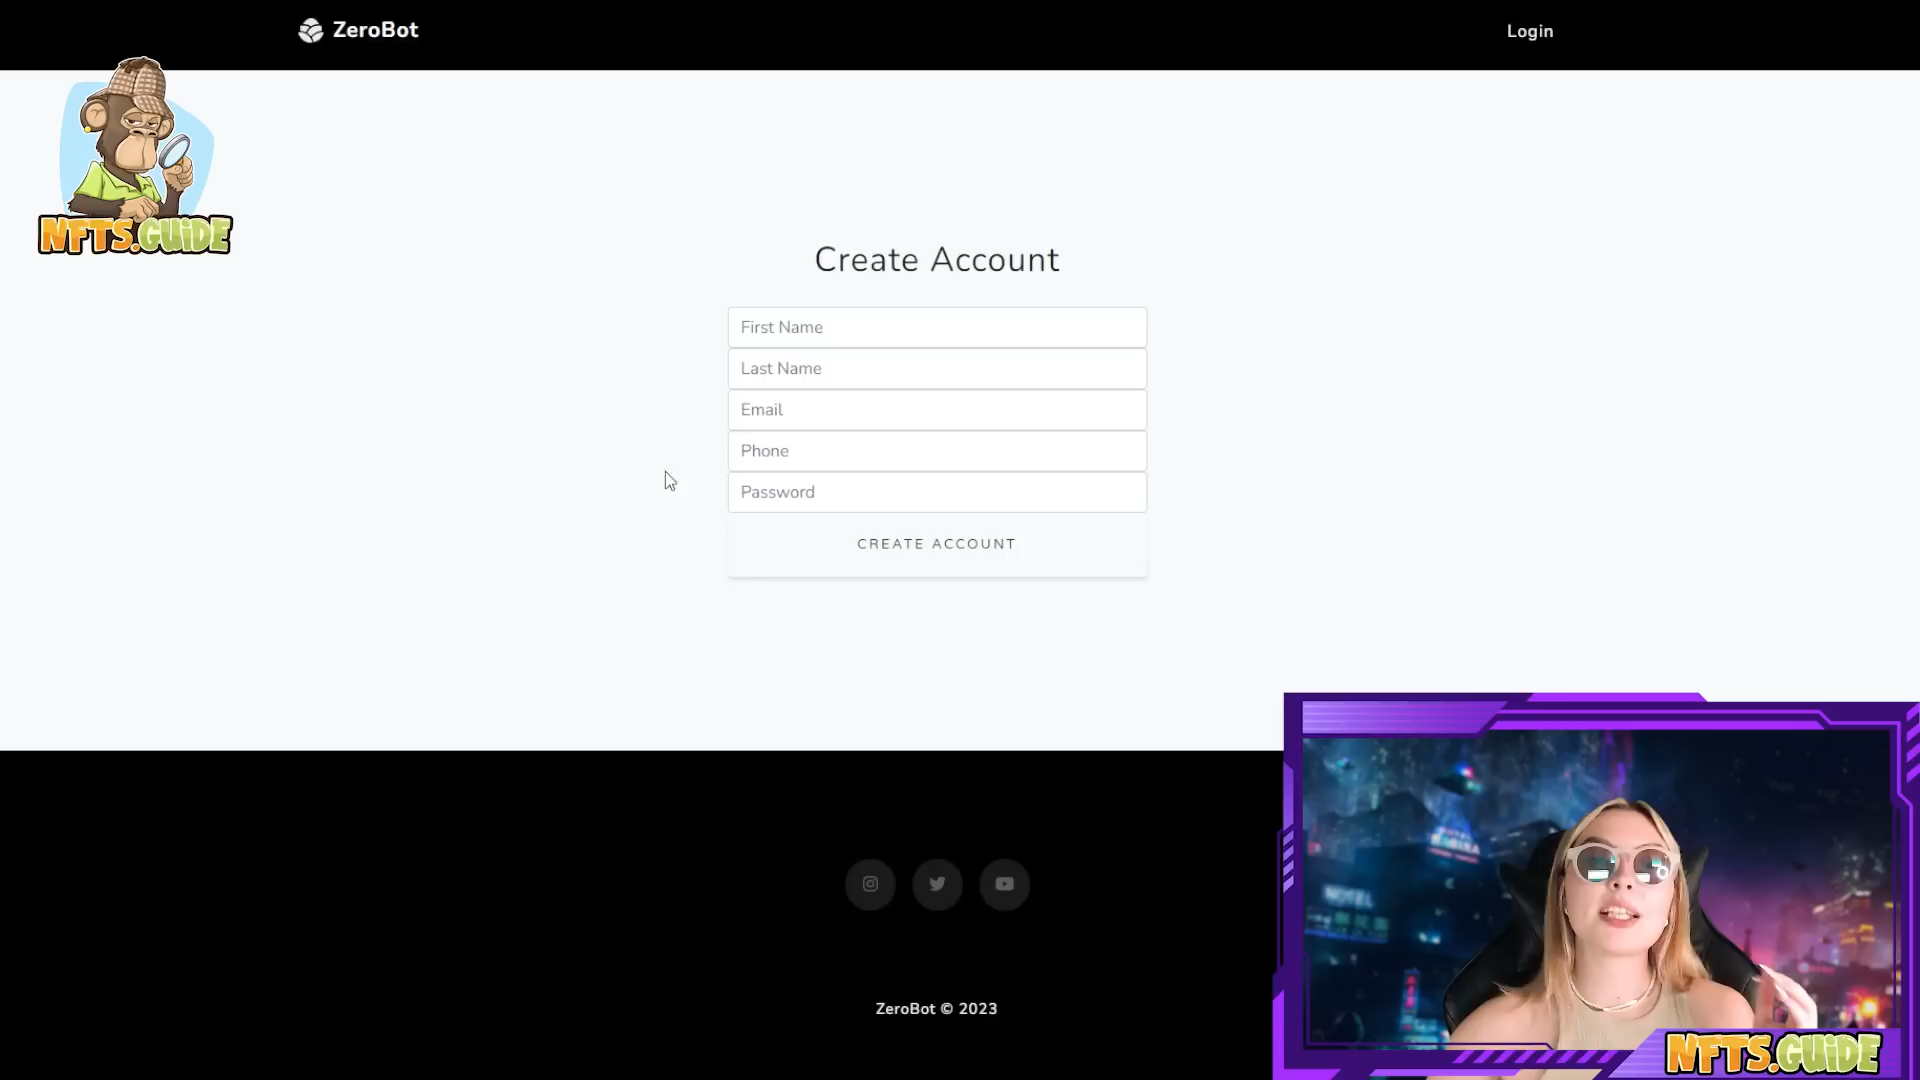 ZeroBot
Login
NFTS.GUIDE
Create Account
First Name
Last Name
Email
Phone
Password
CREATE ACCOUNT
ZeroBot © 2023
HOTEL
NFTS.GUIDE